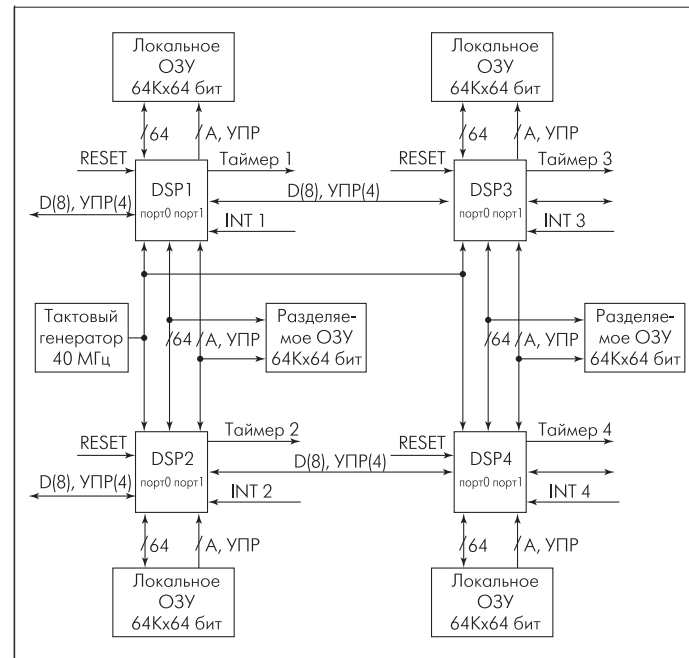 Локальное
ОЗУ
64Кх64 бит
Локальное
ОЗУ
64Кх64 бит
64
А, УПР
64
А, УПР
RESET
Таймер 1
RESET
Таймер 3
DSP1
порт0 порт1
D(8), УПР(4)
DSP3
порт0 порт1
D(8), УПР(4)
INT 1
INT 3
Тактовый
генератор
40 МГц
/64
А, УПР
Разделяе-
мое ОЗУ
64Кх64 бит
/64
А, УПР
Разделяе-
мое ОЗУ
64Кх64 бит
RESET
Таймер 2
RESET
Таймер 4
DSP2
порт0 порт1
D(8), УПР(4)
DSP4
порт0 порт1
D(8), УПР(4)
INT 2
INT 4
64
А, УПР
64
А, УПР
Локальное
ОЗУ
64Кх64 бит
Локальное
ОЗУ
64Кх64 бит